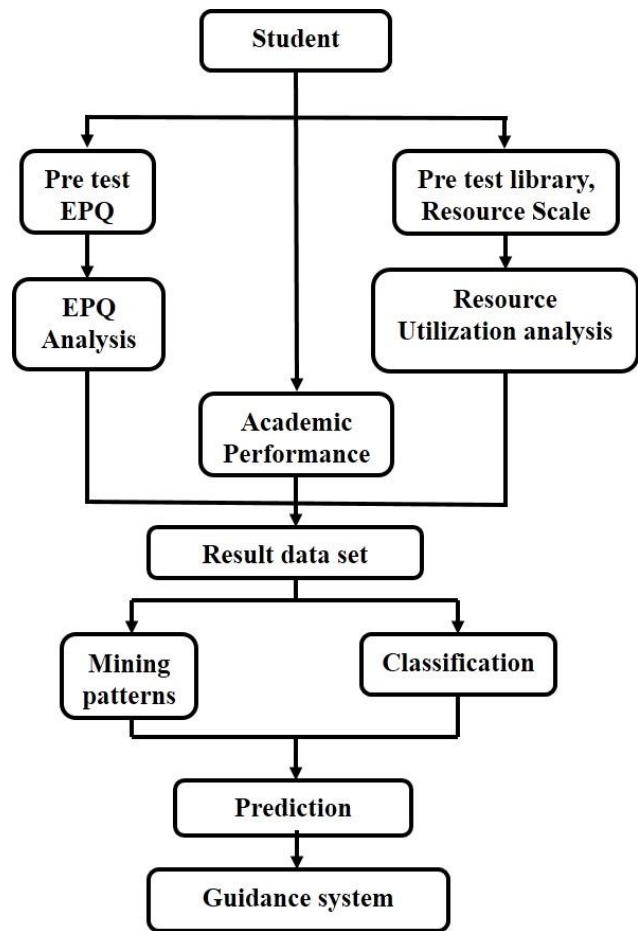 Student
Pre test
EPQ
Pre test library,
Resource Scale
EPQ
Analysis
Resource
Utilization analysis
Academic
Performance
Result data set
Mining
patterns
Classification
Prediction
Guidance system